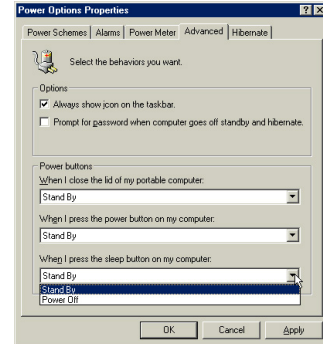 Power Options Properties
Power Schemes Alarms Power Meter Advanced Hibernate
Select the behaviors you want.
Options
Always show icon on the taskbar.
Prompt for password when computer goes off standby and hibernate.
Power buttons
When I close the lid of my portable computer:
Stand By
When I press the power button on my computer:
Stand By
When I press the sleep button on my computer:
Stand By
Stand By
Power Off
OK Cancel Apply